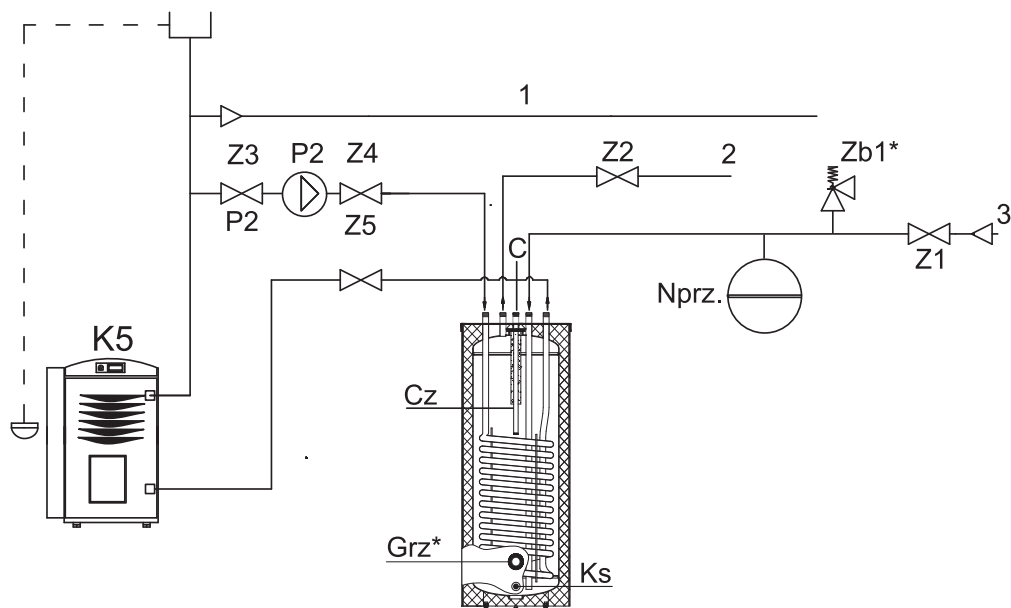 1
Z3 P2 Z4
Z2 2 Zb1*
P2 Z5
3
C Z1
Nprz.
K5
Cz
Grz* Ks